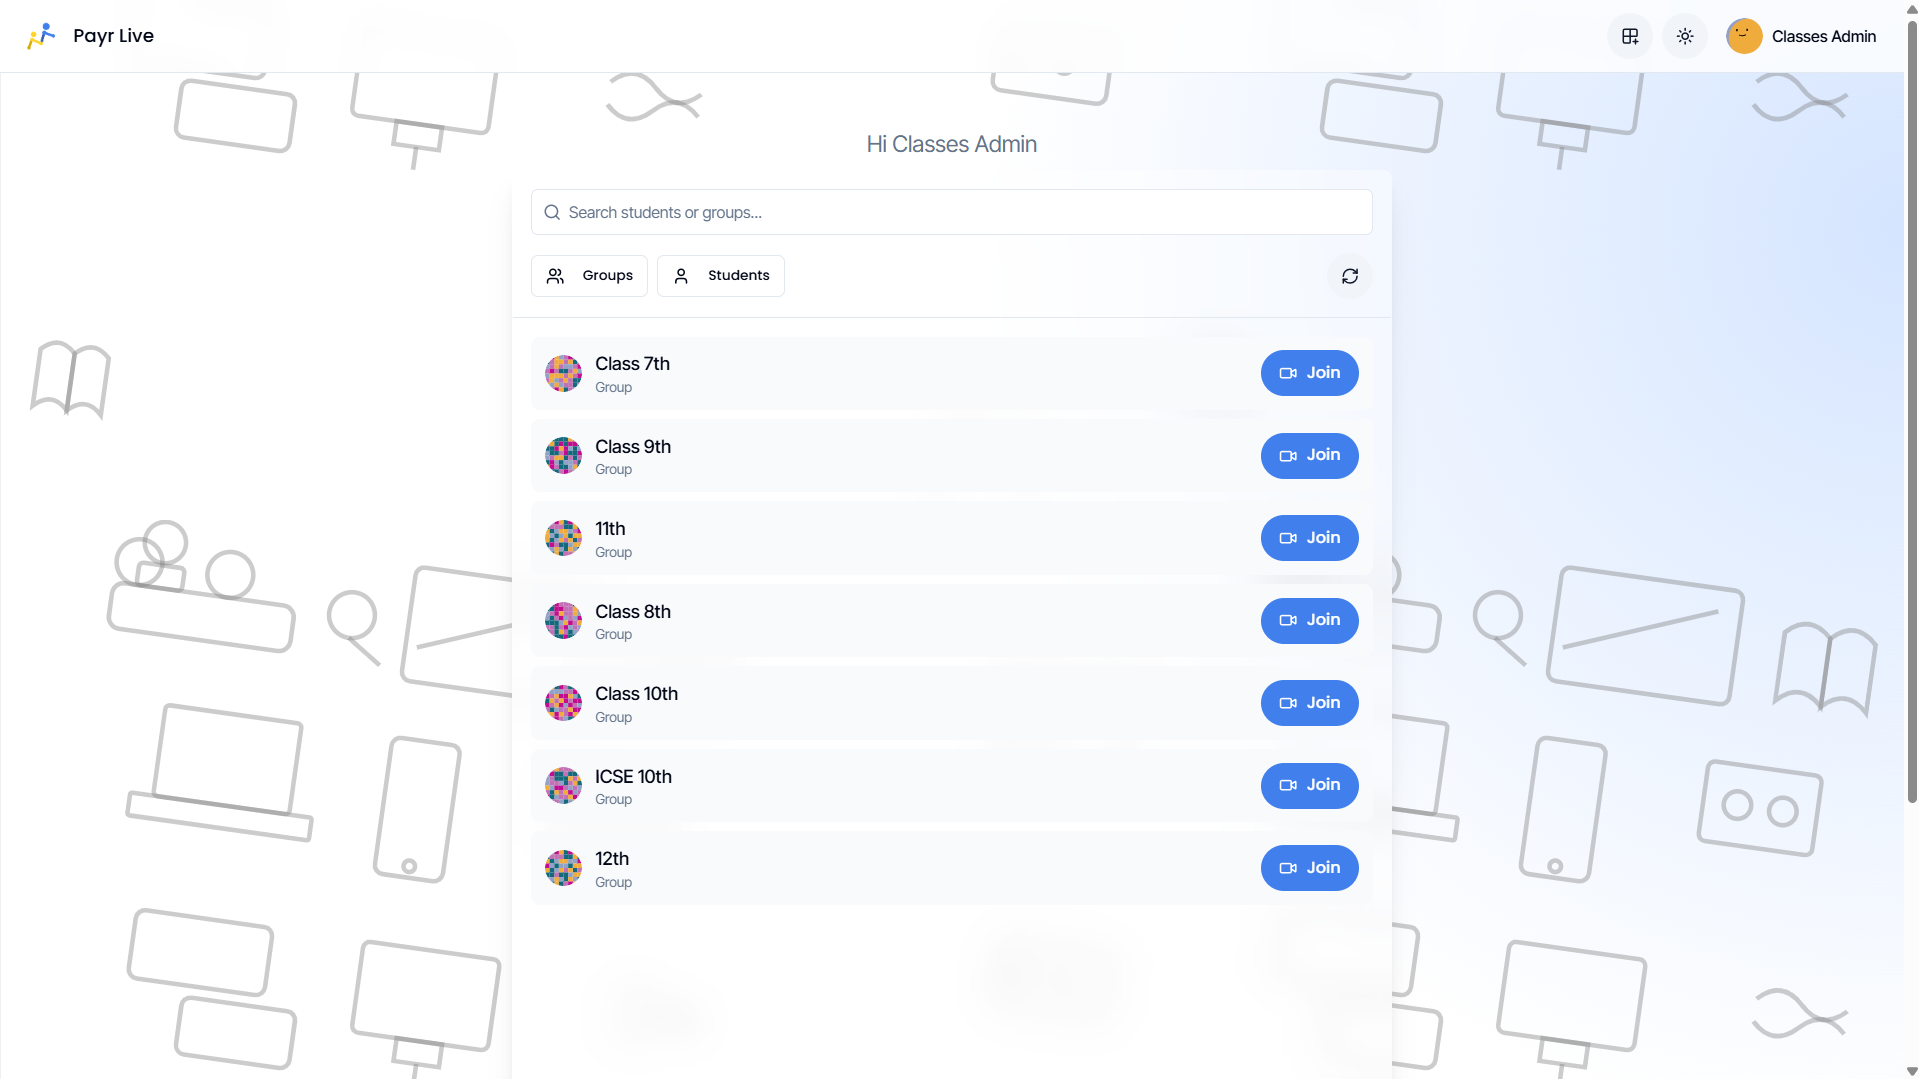 Payr Live
Classes Admin
Hi Classes Admin
Search students or groups...
Groups
Students
Class 7th
Group
Join
Class 9th
Group
Join
11th
Group
Join
Class 8th
Group
Join
Class 10th
Group
Join
ICSE 10th
Group
Join
12th
Group
Join